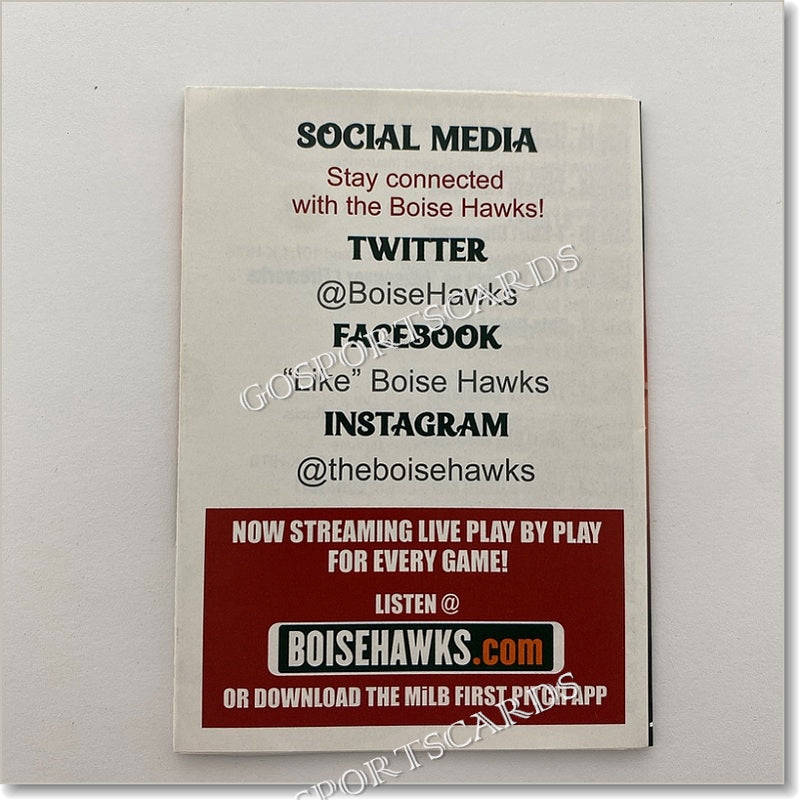 SOCIAL MEDIA
Stay connected
with the Boise Hawks!
TWITTER
@BoiseHawks
FACEBOOK
“Like” Boise Hawks
INSTAGRAM
@theboisehawks
NOW STREAMING LIVE PLAY BY PLAY
FOR EVERY GAME!
LISTEN @
BOISEHAWKS.com
OR DOWNLOAD THE MiLB FIRST PITCH APP
GOSPORTSCARDS
SPORTSCARDS